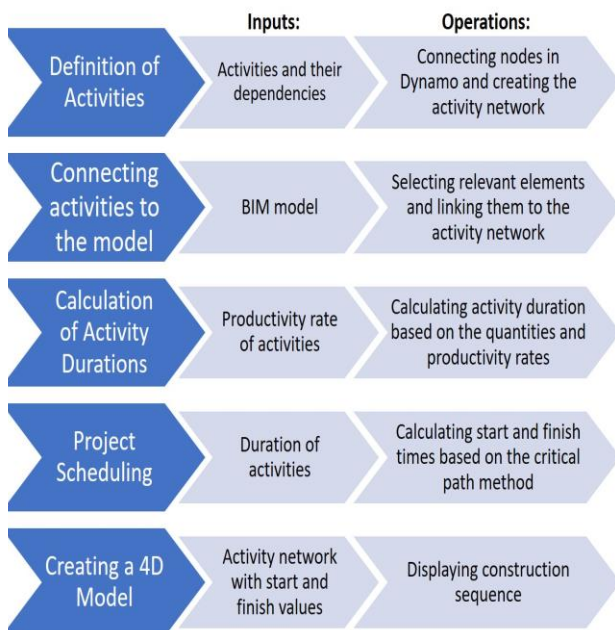 Inputs:
Operations:
Definition of
Activities
Activities and their
dependencies
Connecting nodes in
Dynamo and creating the
activity network
Connecting
activities to
the model
BIM model
Selecting relevant elements
and linking them to the
activity network
Calculation
of Activity
Durations
Productivity rate
of activities
Calculating activity duration
based on the quantities and
productivity rates
Project
Scheduling
Duration of
activities
Calculating start and finish
times based on the critical
path method
Creating a 4D
Model
Activity network
with start and
finish values
Displaying construction
sequence